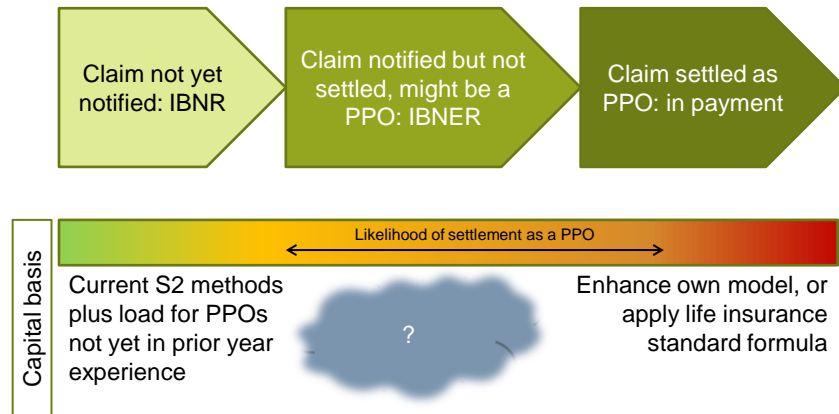 Claim not yet
notified: IBNR
Claim notified but not
settled, might be a
PPO: IBNER
Claim settled as
PPO: in payment
Capital basis
Likelihood of settlement as a PPO
Current S2 methods
plus load for PPOs
not yet in prior year
experience
?
Enhance own model, or
apply life insurance
standard formula